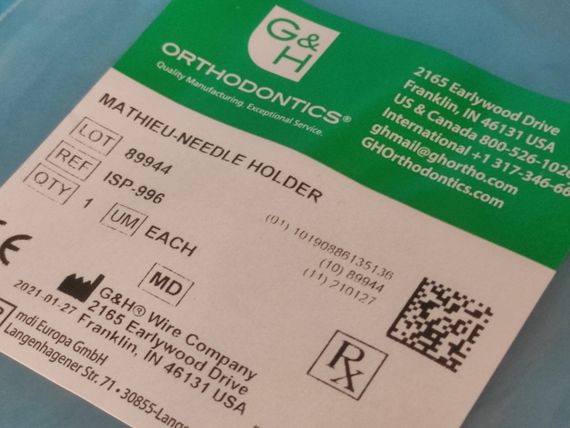 G&H
ORTHODONTICS®
Quality Manufacturing. Exceptional Service.
2165 Earlywood Drive
Franklin, IN 46131 USA
US & Canada 800-526-1026
International +1 317-346-66
ghmail@ghortho.com
GHOrthodontics.com
MATHIEU-NEEDLE HOLDER
LOT 89944
REF ISP-996
QTY 1 UM EACH
(01) 10190886135136
(10) 89944
(11) 210127
CE
MD
2021-01-27
G&H® Wire Company
2165 Earlywood Drive
Franklin, IN 46131 USA
Rx
mdi Europa GmbH
Langenhagener Str. 71 • 30855-Lange